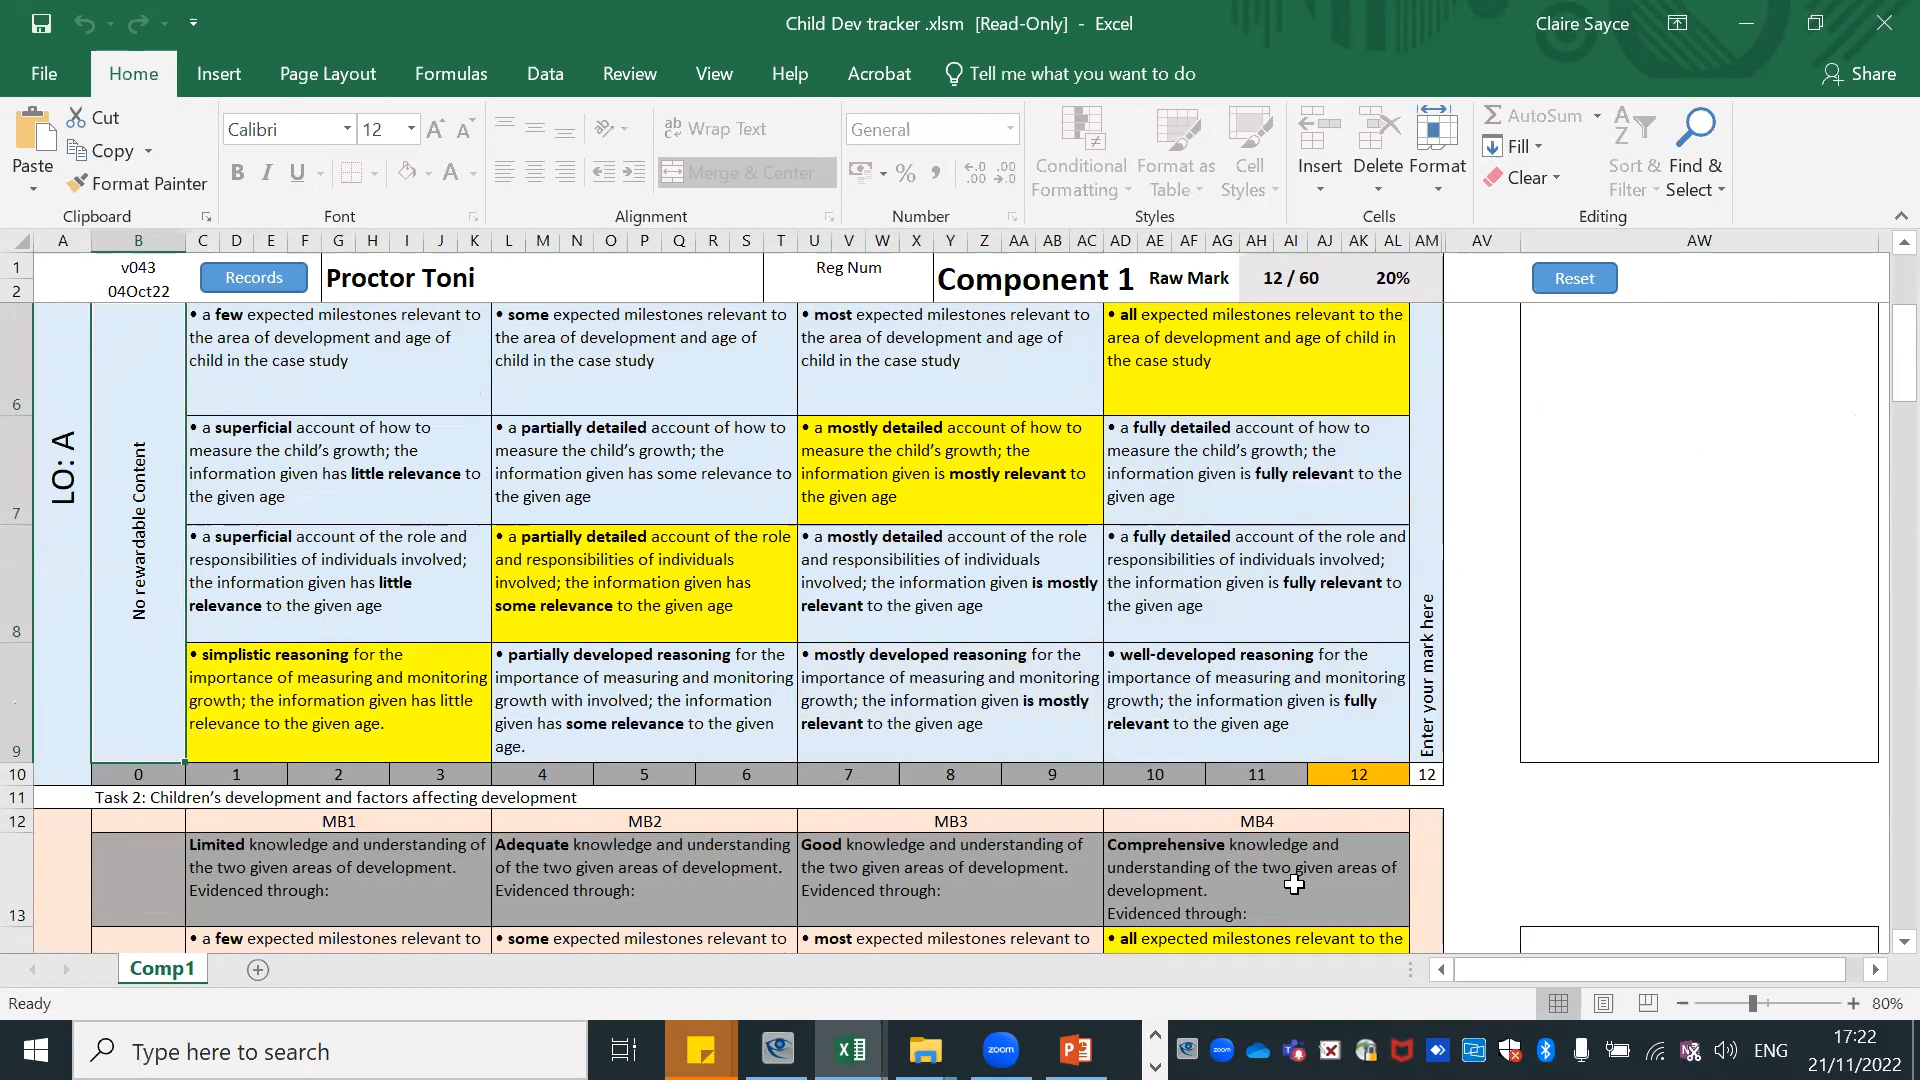 Child Dev tracker .xlsm [Read-Only] - Excel
Claire Sayce
File Home Insert Page Layout Formulas Data Review View Help Acrobat Tell me what you want to do Share
Paste
Cut
Copy
Format Painter
Clipboard
Calibri 12
B I U
Font
Wrap Text
Merge & Center
Alignment
General
Number
Conditional Formatting
Format as Table
Cell Styles
Styles
Insert Delete Format
Cells
AutoSum
Fill
Clear
Sort & Filter
Find & Select
Editing
A B C D E F G H I J K L M N O P Q R S T U V W X Y Z AA AB AC AD AE AF AG AH AI AJ AK AL AM AV AW
1 v043 Records Proctor Toni Reg Num Component 1 Raw Mark 12 / 60 20% Reset
2 04Oct22
LO: A
No rewardable Content
6
• a few expected milestones relevant to
the area of development and age of
child in the case study
• some expected milestones relevant to
the area of development and age of
child in the case study
• most expected milestones relevant to
the area of development and age of
child in the case study
• all expected milestones relevant to the
area of development and age of child in
the case study
7
• a superficial account of how to
measure the child's growth; the
information given has little relevance to
the given age
• a partially detailed account of how to
measure the child's growth; the
information given has some relevance to
the given age
• a mostly detailed account of how to
measure the child's growth; the
information given is mostly relevant to
the given age
• a fully detailed account of how to
measure the child's growth; the
information given is fully relevant to the
given age
8
• a superficial account of the role and
responsibilities of individuals involved;
the information given has little
relevance to the given age
• a partially detailed account of the role
and responsibilities of individuals
involved; the information given has
some relevance to the given age
• a mostly detailed account of the role
and responsibilities of individuals
involved; the information given is mostly
relevant to the given age
• a fully detailed account of the role and
responsibilities of individuals involved;
the information given is fully relevant to
the given age
9
• simplistic reasoning for the
importance of measuring and monitoring
growth; the information given has little
relevance to the given age.
• partially developed reasoning for the
importance of measuring and monitoring
growth with involved; the information
given has some relevance to the given
age.
• mostly developed reasoning for the
importance of measuring and monitoring
growth; the information given is mostly
relevant to the given age
• well-developed reasoning for the
importance of measuring and monitoring
growth; the information given is fully
relevant to the given age
Enter your mark here
10 0 1 2 3 4 5 6 7 8 9 10 11 12 12
11 Task 2: Children's development and factors affecting development
12 MB1 MB2 MB3 MB4
13
Limited knowledge and understanding of
the two given areas of development.
Evidenced through:
Adequate knowledge and understanding
of the two given areas of development.
Evidenced through:
Good knowledge and understanding of
the two given areas of development.
Evidenced through:
Comprehensive knowledge and
understanding of the two given areas of
development.
Evidenced through:
• a few expected milestones relevant to
• some expected milestones relevant to
• most expected milestones relevant to
• all expected milestones relevant to the
Comp1
Ready
80%
Type here to search
zoom
ENG
17:22
21/11/2022